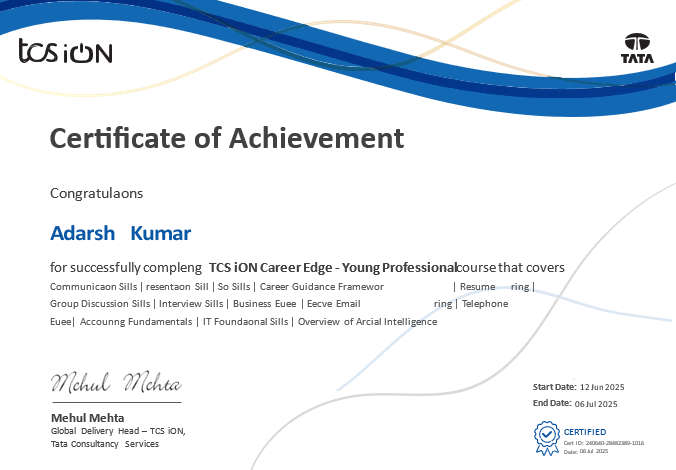 tcs iON
TATA
Certificate of Achievement
Congratulaons
Adarsh Kumar
for successfully compleng TCS iON Career Edge - Young Professionalcourse that covers
Communicaon Sills | resentaon Sill | So Sills | Career Guidance Framewor | Resume ring |
Group Discussion Sills | Interview Sills | Business Euee | Eecve Email ring | Telephone
Euee| Accounng Fundamentals | IT Foundaonal Sills | Overview of Arcial Intelligence
Mehul Mehta
Mehul Mehta
Global Delivery Head – TCS iON,
Tata Consultancy Services
Start Date: 12 Jun 2025
End Date: 06 Jul 2025
CERTIFIED
Cert ID: 240640-28482389-1016
Date: 06 Jul 2025